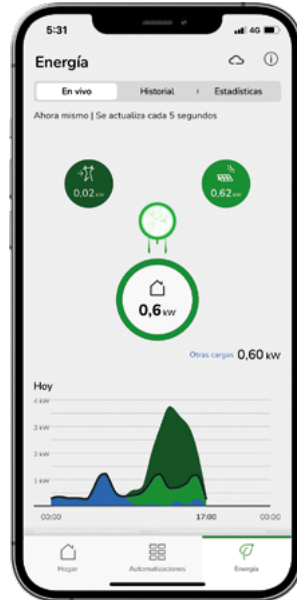 5:31
4G
Energía
En vivo Historial Estadísticas
Ahora mismo | Se actualiza cada 5 segundos
0,02 kW
0,62 kW
0,6 kW
Otras cargas 0,60 kW
Hoy
4 kW
3 kW
2 kW
1 kW
00:00 17:00 00:00
Hogar Automatizaciones Energía